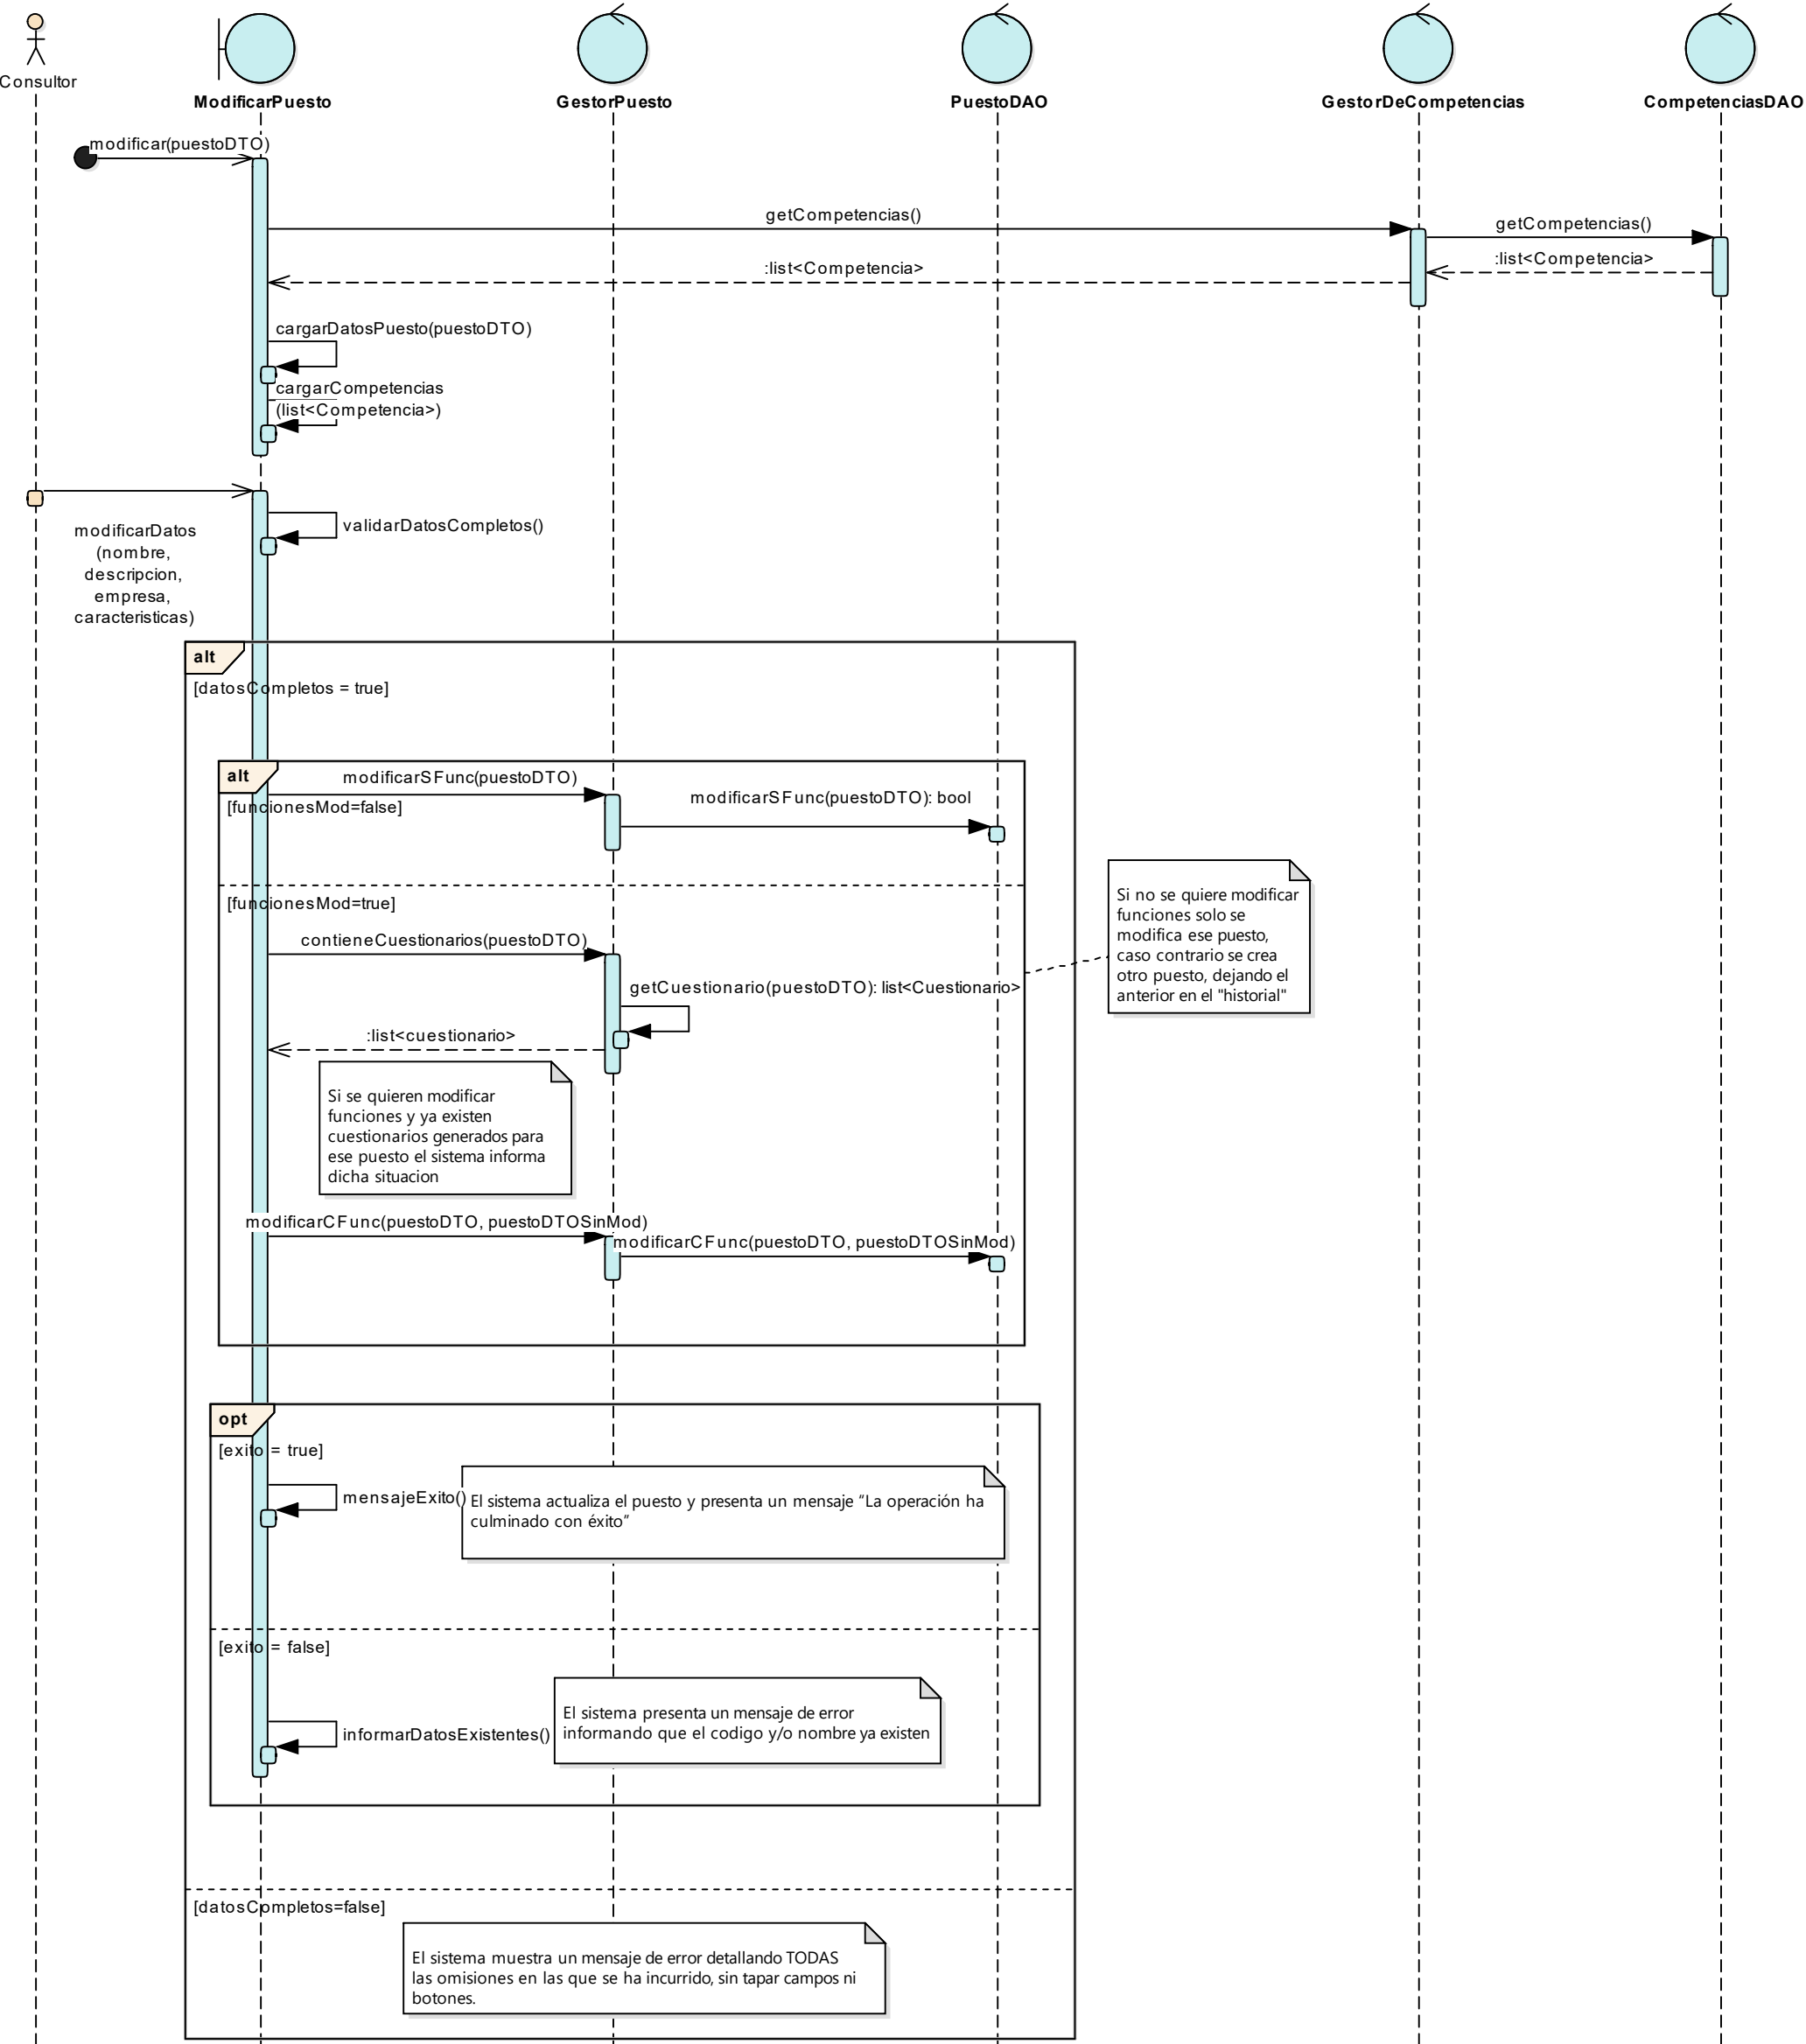 Consultor
ModificarPuesto
GestorPuesto
PuestoDAO
GestorDeCompetencias
CompetenciasDAO
modificar(puestoDTO)
getCompetencias()
getCompetencias()
:list<Competencia>
:list<Competencia>
cargarDatosPuesto(puestoDTO)
cargarCompetencias
(list<Competencia>)
modificarDatos
(nombre,
descripcion,
empresa,
caracteristicas)
validarDatosCompletos()
alt
[datosCompletos = true]
alt
modificarSFunc(puestoDTO)
[funcionesMod=false]
modificarSFunc(puestoDTO): bool
[funcionesMod=true]
contieneCuestionarios(puestoDTO)
getCuestionario(puestoDTO): list<Cuestionario>
Si no se quiere modificar
funciones solo se
modifica ese puesto,
caso contrario se crea
otro puesto, dejando el
anterior en el "historial"
:list<cuestionario>
Si se quieren modificar
funciones y ya existen
cuestionarios generados para
ese puesto el sistema informa
dicha situacion
modificarCFunc(puestoDTO, puestoDTOSinMod)
modificarCFunc(puestoDTO, puestoDTOSinMod)
opt
[exito = true]
mensajeExito()
El sistema actualiza el puesto y presenta un mensaje “La operación ha
culminado con éxito”
[exito = false]
informarDatosExistentes()
El sistema presenta un mensaje de error
informando que el codigo y/o nombre ya existen
[datosCompletos=false]
El sistema muestra un mensaje de error detallando TODAS
las omisiones en las que se ha incurrido, sin tapar campos ni
botones.